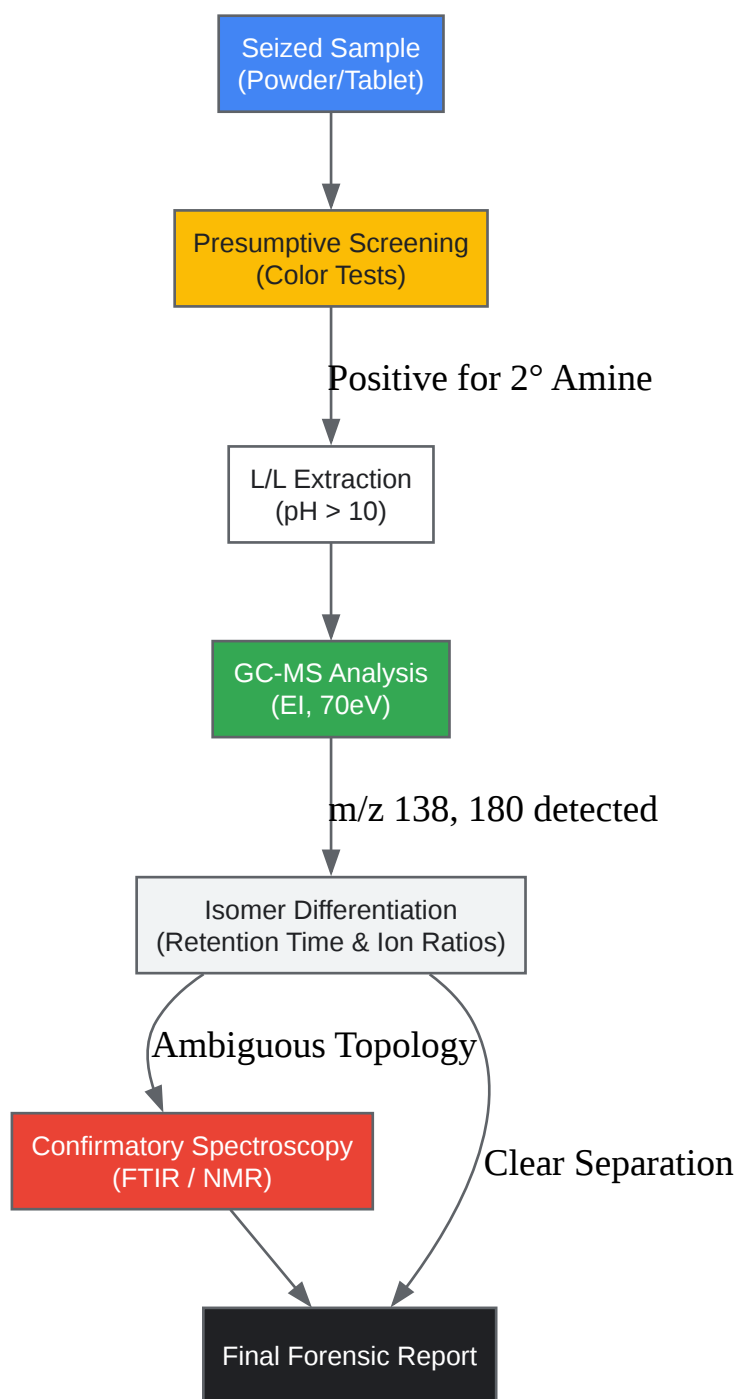 Seized Sample
(Powder/Tablet)
Presumptive Screening
(Color Tests)
Positive for 2° Amine
L/L Extraction
(pH > 10)
GC-MS Analysis
(EI, 70eV)
m/z 138, 180 detected
Isomer Differentiation
(Retention Time & Ion Ratios)
Ambiguous Topology
Confirmatory Spectroscopy
(FTIR / NMR)
Clear Separation
Final Forensic Report